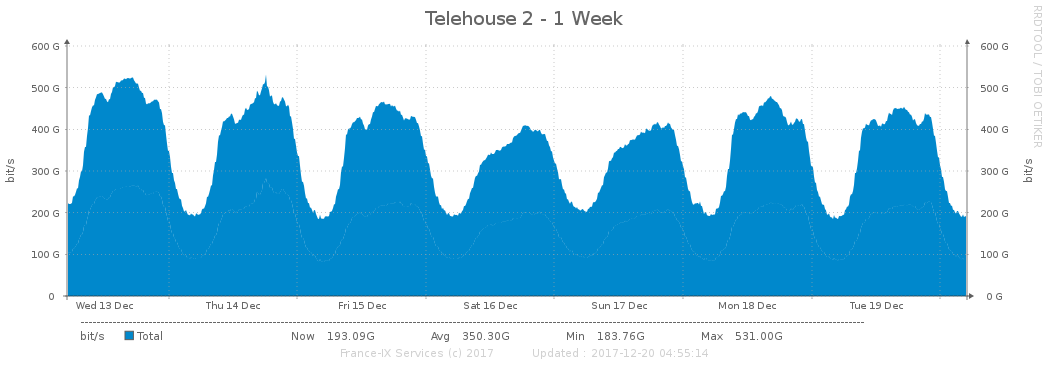 Telehouse 2 - 1 Week
RRDTOOL / TOBI OETIKER
600 G 600 G
500 G 500 G
400 G 400 G
300 G 300 G
200 G 200 G
100 G 100 G
0 0 G
bit/s bit/s
Wed 13 Dec Thu 14 Dec Fri 15 Dec Sat 16 Dec Sun 17 Dec Mon 18 Dec Tue 19 Dec
bit/s Total Now 193.09G Avg 350.30G Min 183.76G Max 531.00G
France-IX Services (c) 2017 Updated : 2017-12-20 04:55:14